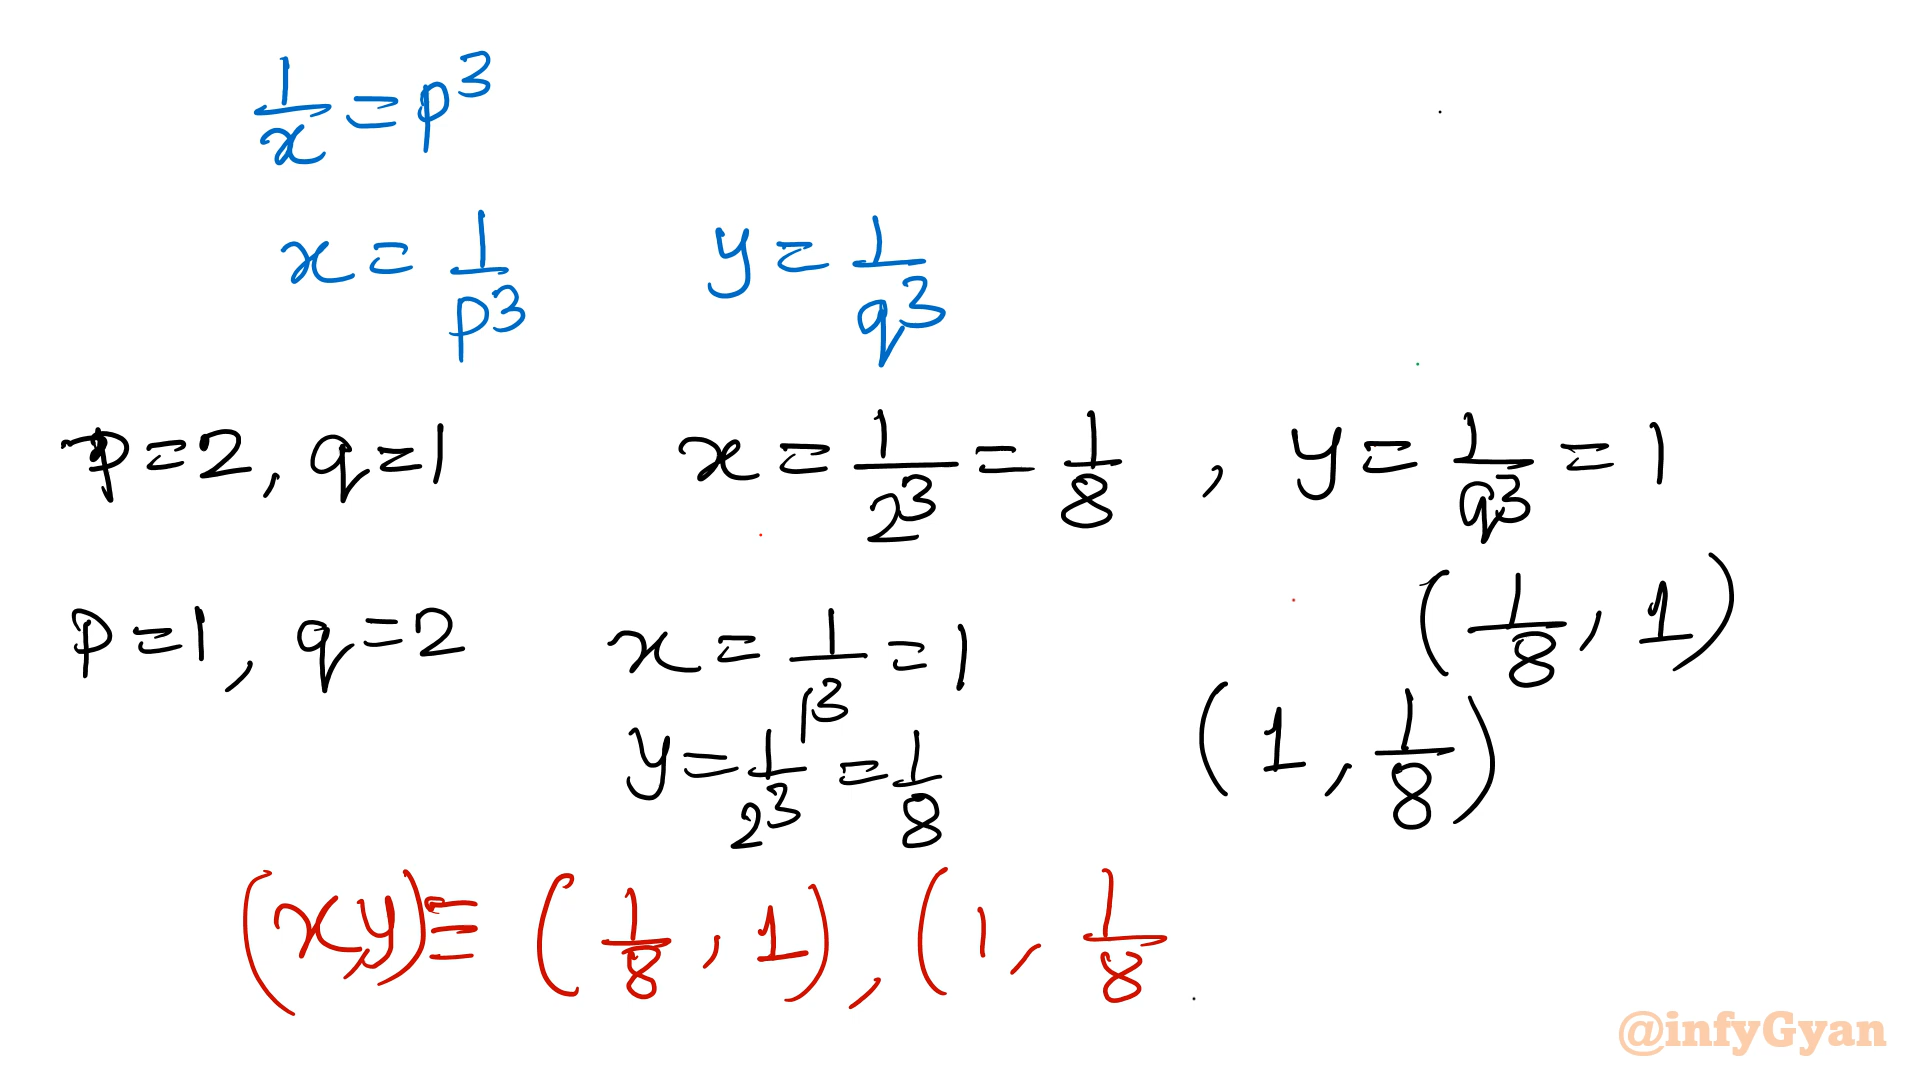 1/x = p³
x = 1/p³  y = 1/q³
p = 2, q = 1  x = 1/2³ = 1/8 , y = 1/q³ = 1
(1/8, 1)
p = 1, q = 2  x = 1/1³ = 1
y = 1/2³ = 1/8  (1, 1/8)
(x,y) ≡ (1/8, 1), (1, 1/8
@infyGyan